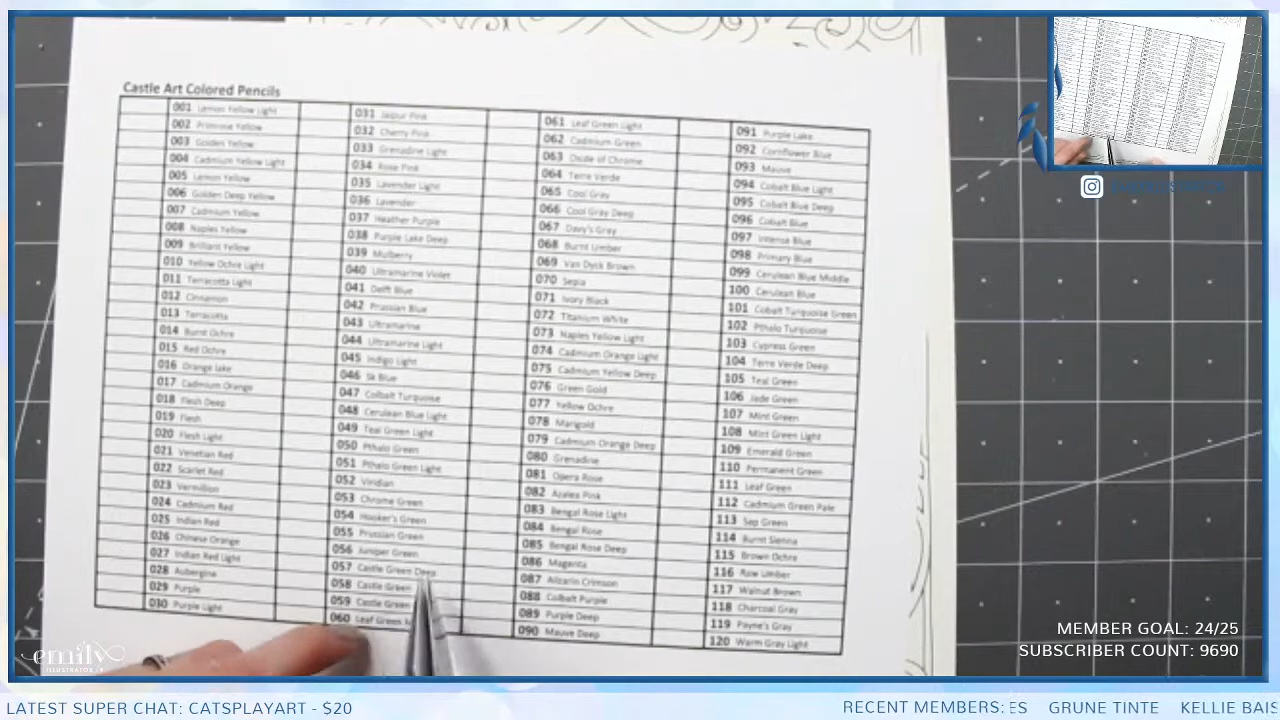 Castle Art Colored Pencils
001 Lemon Yellow Light
002 Primrose Yellow
003 Golden Yellow
004 Cadmium Yellow Light
005 Lemon Yellow
006 Golden Deep Yellow
007 Cadmium Yellow
008 Naples Yellow
009 Brilliant Yellow
010 Yellow Ochre Light
011 Terracotta Light
012 Cinnamon
013 Terracotta
014 Burnt Ochre
015 Red Ochre
016 Orange lake
017 Cadmium Orange
018 Flesh Deep
019 Flesh
020 Flesh Light
021 Venetian Red
022 Scarlet Red
023 Vermilion
024 Cadmium Red
025 Indian Red
026 Chinese Orange
027 Indian Red Light
028 Aubergine
029 Purple
030 Purple Light
031 Jaipur Pink
032 Cherry Pink
033 Grenadine Light
034 Rose Pink
035 Lavender Light
036 Lavender
037 Heather Purple
038 Purple Lake Deep
039 Mulberry
040 Ultramarine Violet
041 Delft Blue
042 Prussian Blue
043 Ultramarine
044 Ultramarine Light
045 Indigo Light
046 Sk Blue
047 Colbalt Turquoise
048 Cerulean Blue Light
049 Teal Green Light
050 Pthalo Green
051 Pthalo Green Light
052 Viridian
053 Chrome Green
054 Hooker's Green
055 Prussian Green
056 Juniper Green
057 Castle Green Deep
058 Castle Green
059 Castle Green
060 Leaf Green
061 Leaf Green Light
062 Cadmium Green
063 Oxide of Chrome
064 Terre Verde
065 Cool Gray
066 Cool Gray Deep
067 Davy's Gray
068 Burnt Umber
069 Van Dyck Brown
070 Sepia
071 Ivory Black
072 Titanium White
073 Naples Yellow Light
074 Cadmium Orange Light
075 Cadmium Yellow Deep
076 Green Gold
077 Yellow Ochre
078 Marigold
079 Cadmium Orange Deep
080 Grenadine
081 Opera Rose
082 Azalea Pink
083 Bengal Rose Light
084 Bengal Rose
085 Bengal Rose Deep
086 Magenta
087 Alizarin Crimson
088 Colbalt Purple
089 Purple Deep
090 Mauve Deep
091 Purple Lake
092 Cornflower Blue
093 Mauve
094 Cobalt Blue Light
095 Cobalt Blue Deep
096 Cobalt Blue
097 Intense Blue
098 Primary Blue
099 Cerulean Blue Middle
100 Cerulean Blue
101 Cobalt Turquoise Green
102 Pthalo Turquoise
103 Cypress Green
104 Terre Verde Deep
105 Teal Green
106 Jade Green
107 Mint Green
108 Mint Green Light
109 Emerald Green
110 Permanent Green
111 Leaf Green
112 Cadmium Green Pale
113 Sap Green
114 Burnt Sienna
115 Brown Ochre
116 Raw Umber
117 Walnut Brown
118 Charcoal Gray
119 Payne's Gray
120 Warm Gray Light
MEMBER GOAL: 24/25
SUBSCRIBER COUNT: 9690
emily
ILLUSTRATOR
LATEST SUPER CHAT: CATSPLAYART - $20
RECENT MEMBERS: ES GRUNE TINTE KELLIE BAIS